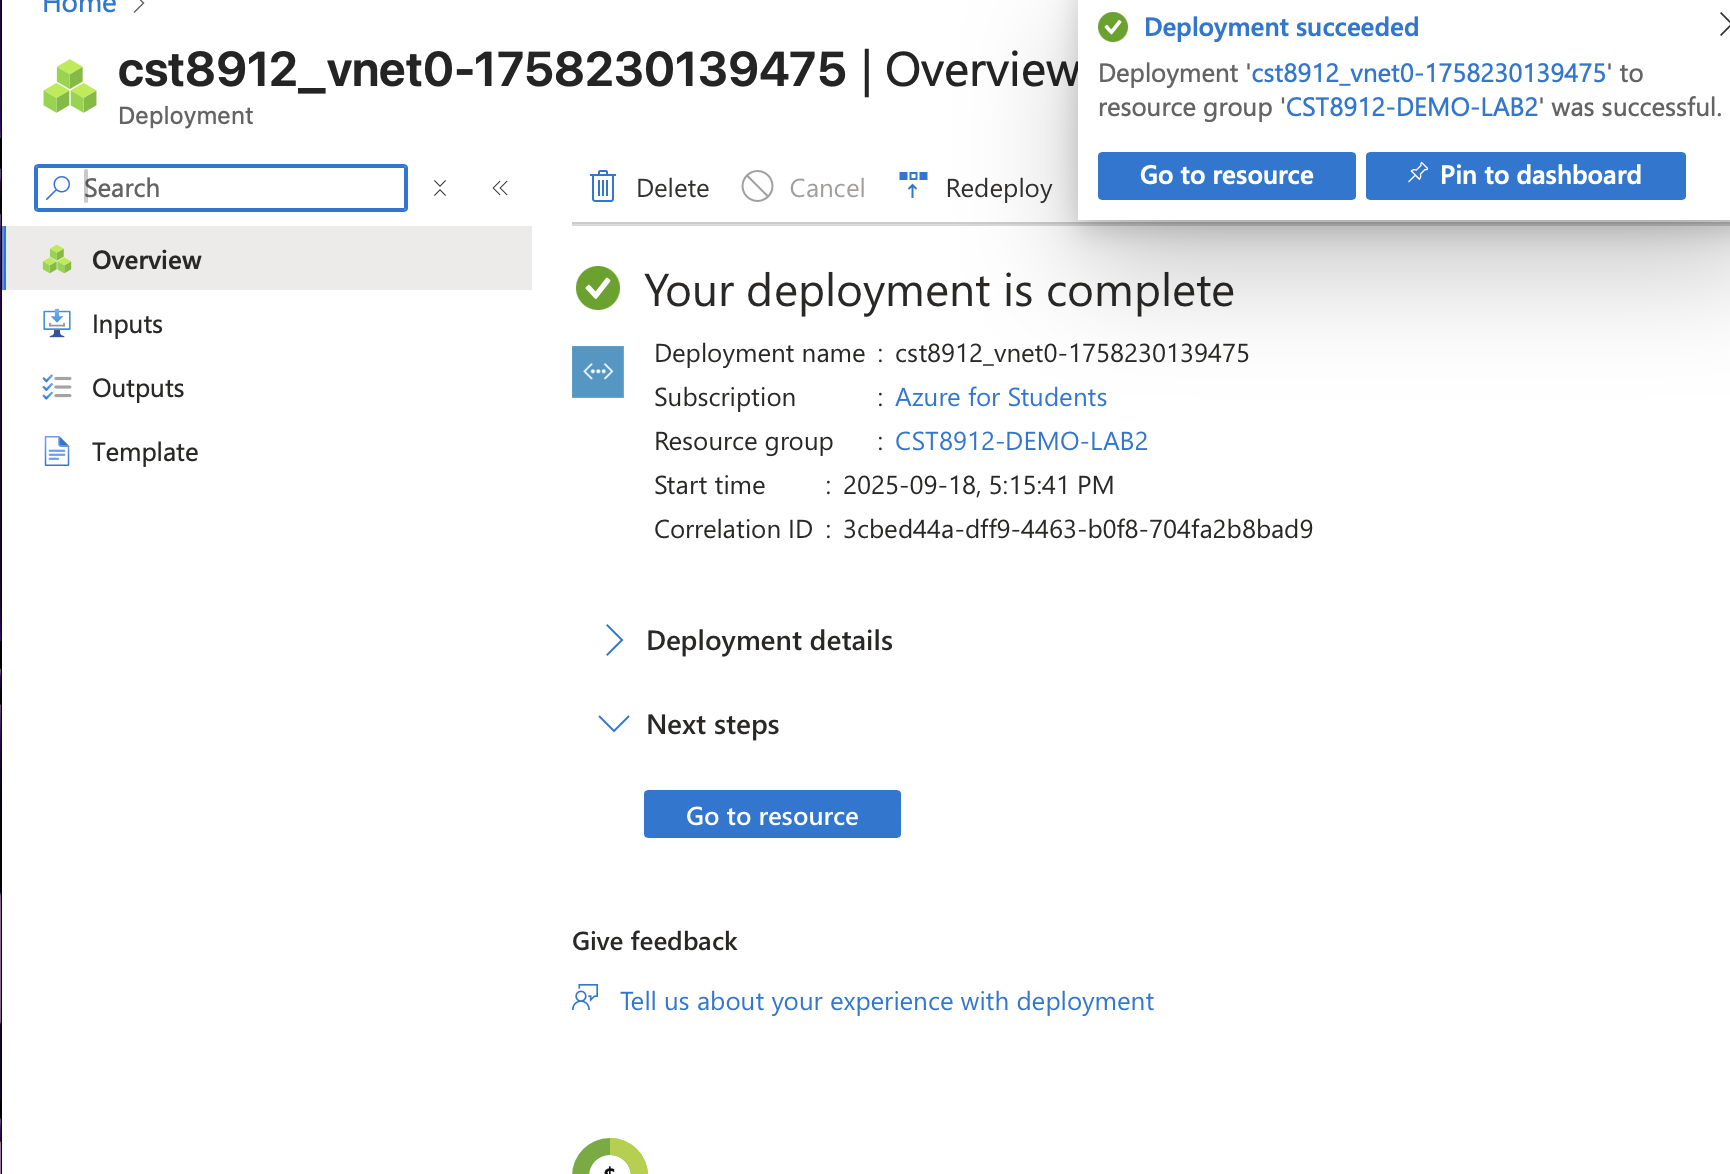 Home
cst8912_vnet0-1758230139475 | Overview
Deployment
Deployment succeeded
Deployment 'cst8912_vnet0-1758230139475' to
resource group 'CST8912-DEMO-LAB2' was successful.
Go to resource
Pin to dashboard
Search
Delete
Cancel
Redeploy
Overview
Inputs
Outputs
Template
Your deployment is complete
Deployment name : cst8912_vnet0-1758230139475
Subscription : Azure for Students
Resource group : CST8912-DEMO-LAB2
Start time : 2025-09-18, 5:15:41 PM
Correlation ID : 3cbed44a-dff9-4463-b0f8-704fa2b8bad9
Deployment details
Next steps
Go to resource
Give feedback
Tell us about your experience with deployment